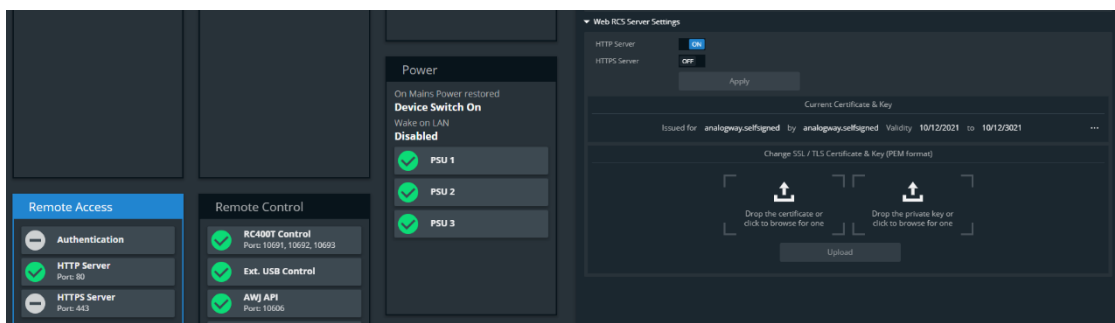 Power
On Mains Power restored
Device Switch On
Wake on LAN
Disabled
PSU 1
PSU 2
PSU 3
Remote Access
Authentication
HTTP Server
Port: 80
HTTPS Server
Port: 443
Remote Control
RC400T Control
Port: 10691, 10692, 10693
Ext. USB Control
AWJ API
Port: 10606
Web RCS Server Settings
HTTP Server ON
HTTPS Server OFF
Apply
Current Certificate & Key
Issued for analogway.selfsigned by analogway.selfsigned Validity 10/12/2021 to 10/12/3021 ...
Change SSL / TLS Certificate & Key (PEM format)
Drop the certificate or
click to browse for one
Drop the private key or
click to browse for one
Upload